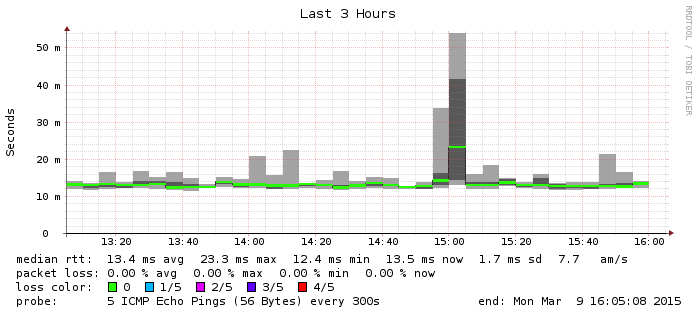 Last 3 Hours
RRDTOOL / TOBI OETIKER
Seconds
50 m
40 m
30 m
20 m
10 m
0
13:20 13:40 14:00 14:20 14:40 15:00 15:20 15:40 16:00
median rtt: 13.4 ms avg 23.3 ms max 12.4 ms min 13.5 ms now 1.7 ms sd 7.7 am/s
packet loss: 0.00 % avg 0.00 % max 0.00 % min 0.00 % now
loss color: 0 1/5 2/5 3/5 4/5
probe: 5 ICMP Echo Pings (56 Bytes) every 300s end: Mon Mar 9 16:05:08 2015